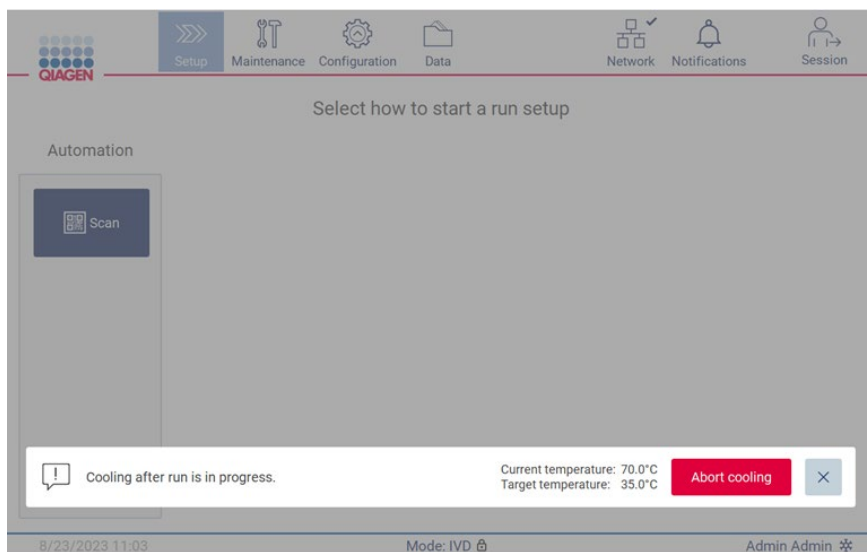 QIAGEN
Setup
Maintenance
Configuration
Data
Network
Notifications
Session
Select how to start a run setup
Automation
Scan
Cooling after run is in progress.
Current temperature: 70.0°C
Target temperature: 35.0°C
Abort cooling
8/23/2023 11:03
Mode: IVD
Admin Admin